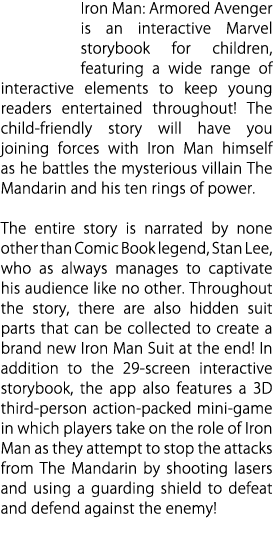 Iron Man: Armored Avenger
is an interactive Marvel
storybook for children,
featuring a wide range of
interactive elements to keep young
readers entertained throughout! The
child-friendly story will have you
joining forces with Iron Man himself
as he battles the mysterious villain The
Mandarin and his ten rings of power.
The entire story is narrated by none
other than Comic Book legend, Stan Lee,
who as always manages to captivate
his audience like no other. Throughout
the story, there are also hidden suit
parts that can be collected to create a
brand new Iron Man Suit at the end! In
addition to the 29-screen interactive
storybook, the app also features a 3D
third-person action-packed mini-game
in which players take on the role of Iron
Man as they attempt to stop the attacks
from The Mandarin by shooting lasers
and using a guarding shield to defeat
and defend against the enemy!